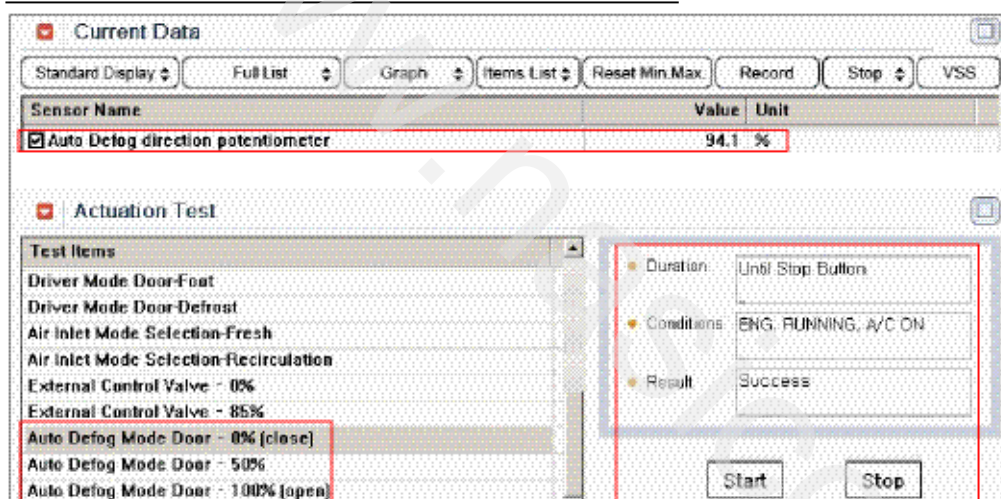 Current Data
Standard Display Full List Graph Items List Reset Min.Max. Record Stop VSS
Sensor Name Value Unit
Auto Defog direction potentiometer 94.1 %
Actuation Test
Test Items
Driver Mode Door-Foot
Driver Mode Door-Defrost
Air Inlet Mode Selection-Fresh
Air Inlet Mode Selection-Recirculation
External Control Valve - 0%
External Control Valve - 85%
Auto Defog Mode Door - 0% (close)
Auto Defog Mode Door - 50%
Auto Defog Mode Door - 100% (open)
Duration Until Stop Button
Conditions ENG. RUNNING, A/C ON
Result Success
Start Stop